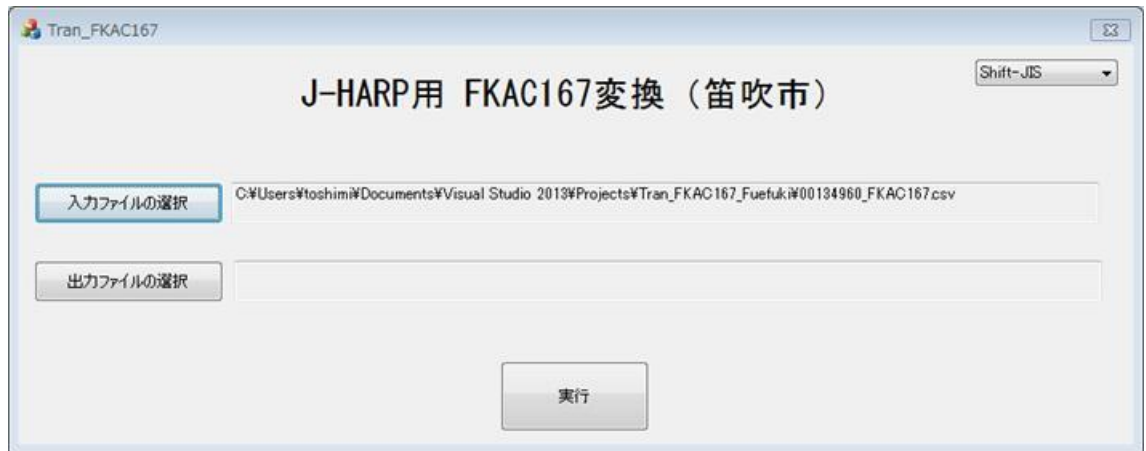 Tran_FKAC167
Shift-JIS
J-HARP用 FKAC167変換（笛吹市）
入力ファイルの選択
C:¥Users¥toshimi¥Documents¥Visual Studio 2013¥Projects¥Tran_FKAC167_Fuefuki¥00134960_FKAC167.csv
出力ファイルの選択
実行